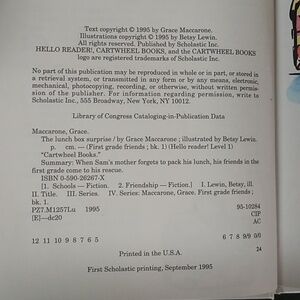 Text copyright © 1995 by Grace Maccarone.
Illustrations copyright © 1995 by Betsy Lewin.
All rights reserved. Published by Scholastic Inc.
HELLO READER!, CARTWHEEL BOOKS, and the CARTWHEEL BOOKS
logo are registered trademarks of Scholastic Inc.
No part of this publication may be reproduced in whole or in part, or stored in
a retrieval system, or transmitted in any form or by any means, electronic,
mechanical, photocopying, recording, or otherwise, without written permis-
sion of the publisher. For information regarding permission, write to
Scholastic Inc., 555 Broadway, New York, NY 10012.
Library of Congress Cataloging-in-Publication Data
Maccarone, Grace.
The lunch box surprise / by Grace Maccarone ; illustrated by Betsy Lewin.
p. cm. — (First grade friends ; bk. 1) (Hello reader! Level 1)
"Cartwheel Books."
Summary: When Sam's mother forgets to pack his lunch, his friends in the
first grade come to his rescue.
ISBN 0-590-26267-X
[1. Schools — Fiction. 2. Friendship — Fiction.] I. Lewin, Betsy, ill.
II. Title. III. Series. IV. Series: Maccarone, Grace. First grade friends ;
bk. 1.
PZ7.M1257Lu 1995 95-10284
[E]—dc20 CIP
AC
12 11 10 9 8 7 6 5 6 7 8 9/9 0/0
Printed in the U.S.A. 24
First Scholastic printing, September 1995